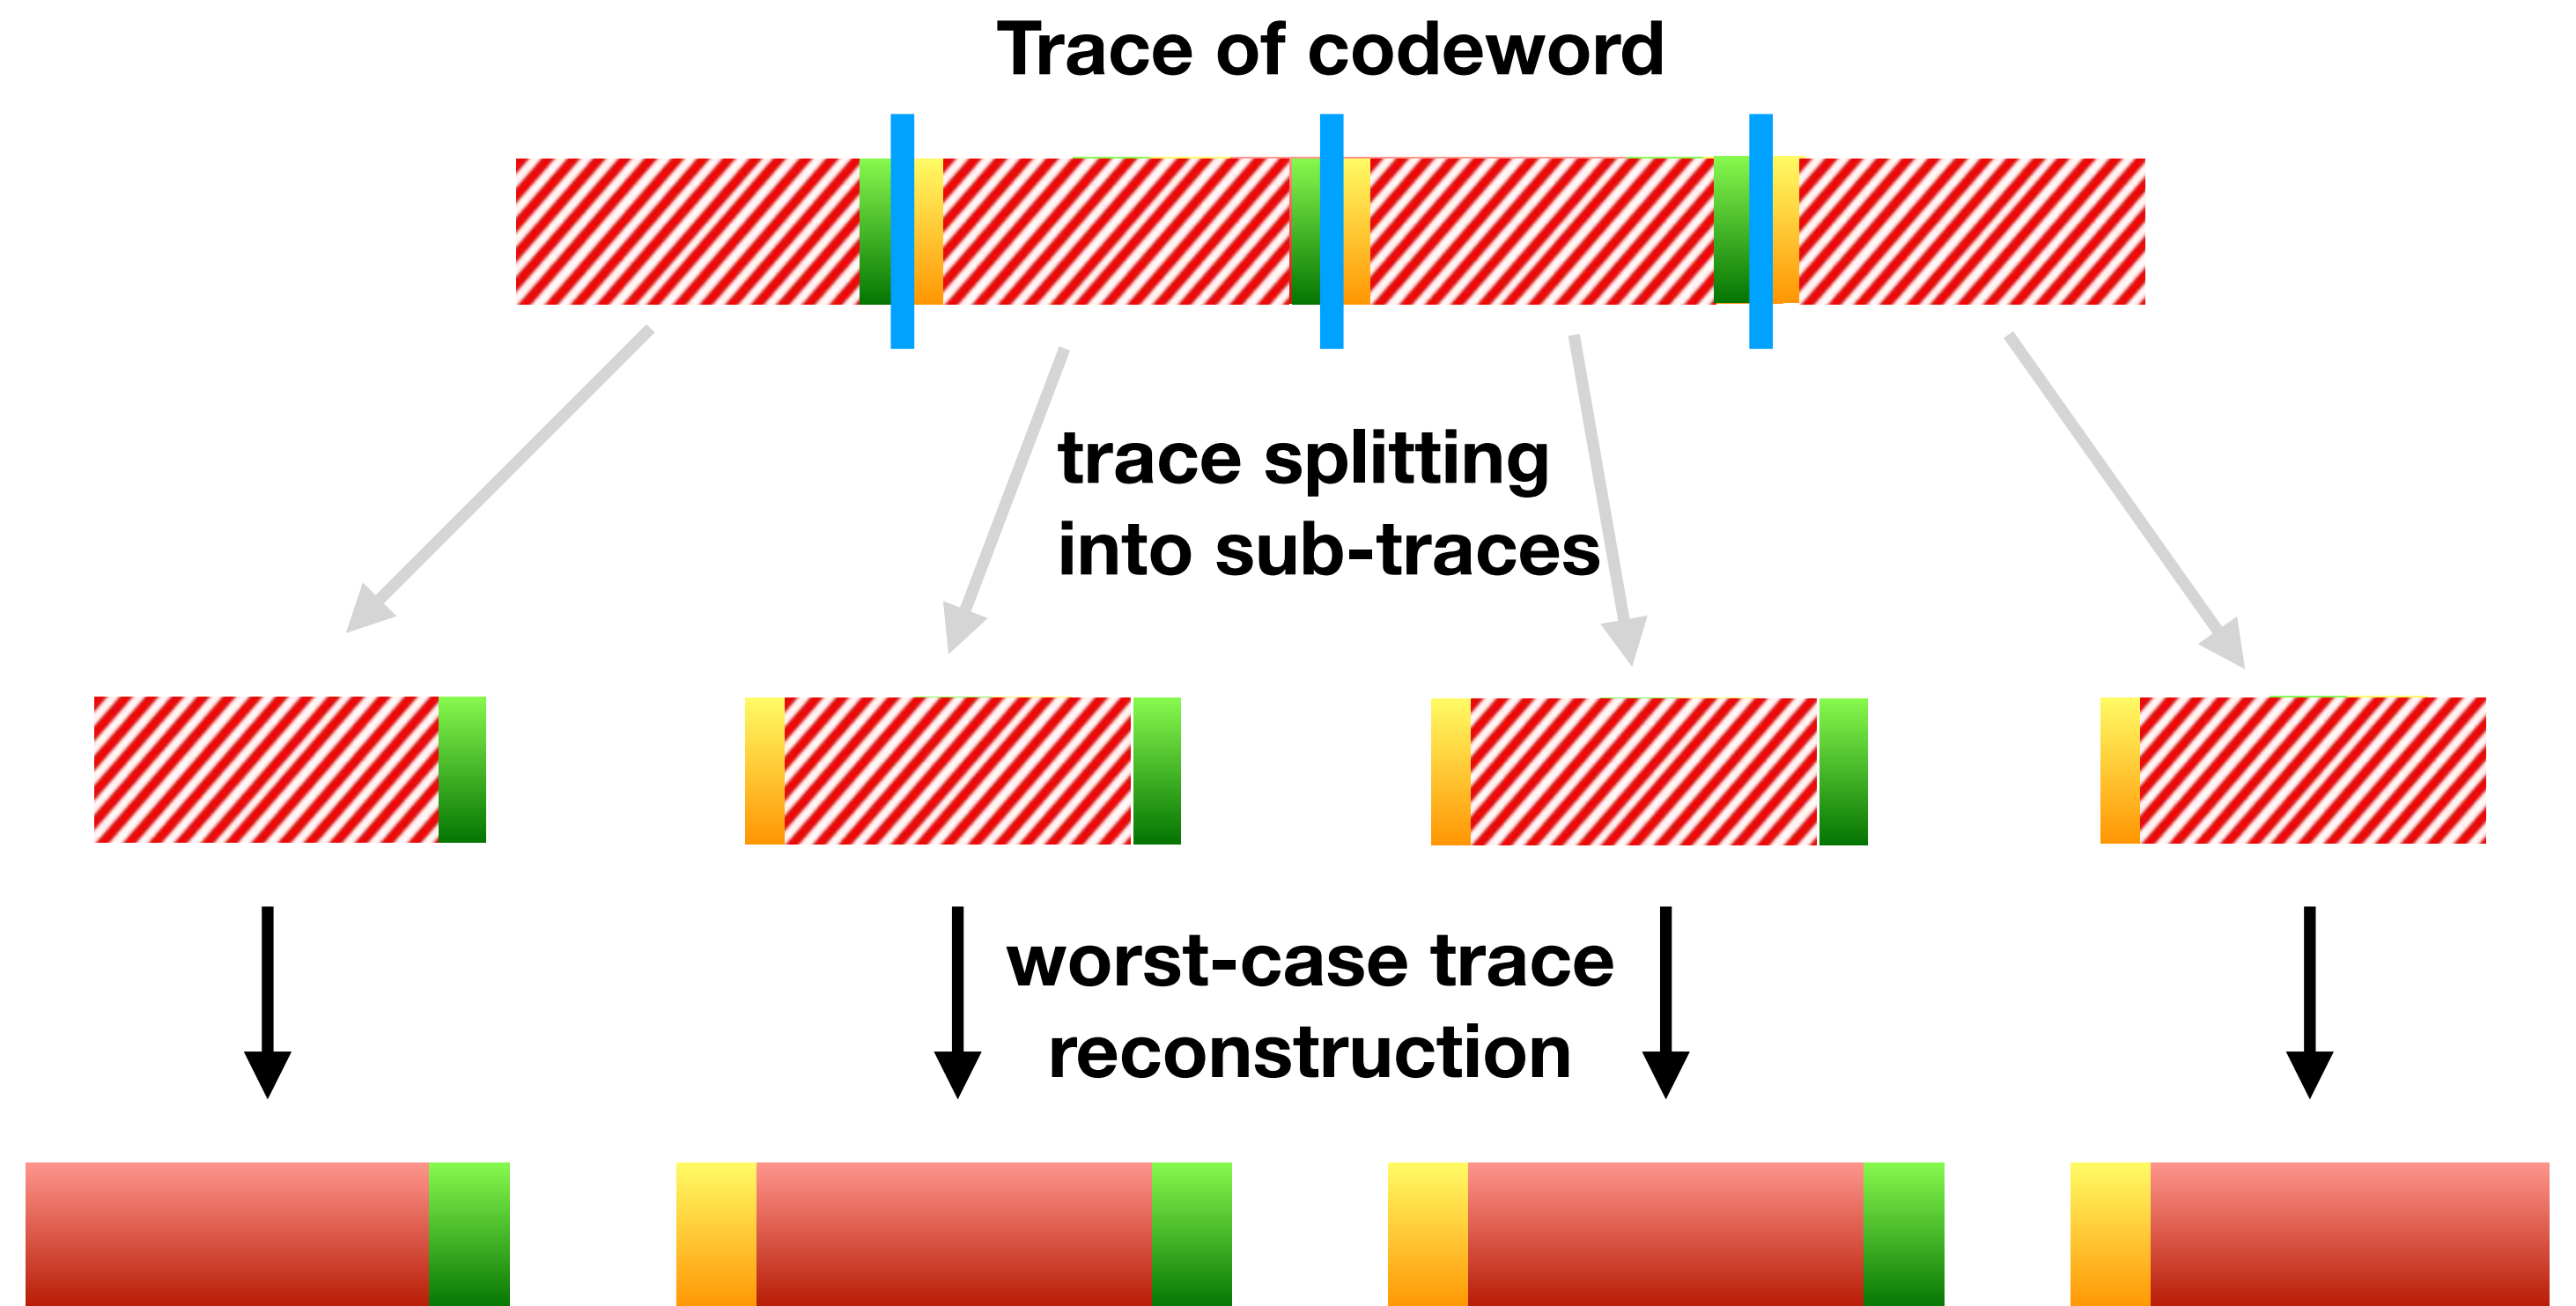 Trace of codeword
trace splitting
into sub-traces
worst-case trace
reconstruction